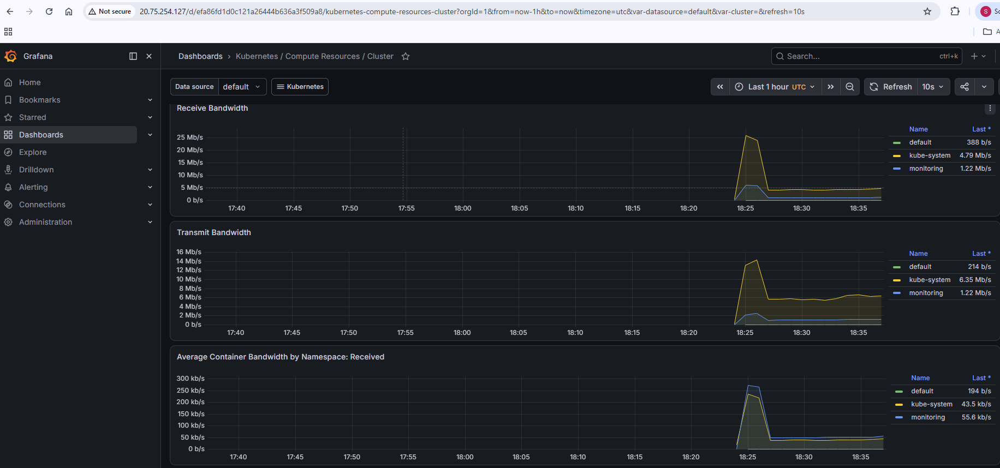 Not secure 20.75.254.127/d/efa86fd1d0c121a26444b636a3f509a8/kubernetes-compute-resources-cluster?orgId=1&from=now-1h&to=now&timezone=utc&var-datasource=default&var-cluster=&refresh=10s S
Grafana
Dashboards › Kubernetes / Compute Resources / Cluster
Search... ctrl+k
Home
Bookmarks
Starred
Dashboards
Explore
Drilldown
Alerting
Connections
Administration
Data source default Kubernetes
Last 1 hour UTC Refresh 10s
Receive Bandwidth
25 Mb/s
20 Mb/s
15 Mb/s
10 Mb/s
5 Mb/s
0 b/s
17:40 17:45 17:50 17:55 18:00 18:05 18:10 18:15 18:20 18:25 18:30 18:35
Name Last *
default 388 b/s
kube-system 4.79 Mb/s
monitoring 1.22 Mb/s
Transmit Bandwidth
16 Mb/s
14 Mb/s
12 Mb/s
10 Mb/s
8 Mb/s
6 Mb/s
4 Mb/s
2 Mb/s
0 b/s
17:40 17:45 17:50 17:55 18:00 18:05 18:10 18:15 18:20 18:25 18:30 18:35
Name Last *
default 214 b/s
kube-system 6.35 Mb/s
monitoring 1.22 Mb/s
Average Container Bandwidth by Namespace: Received
300 kb/s
250 kb/s
200 kb/s
150 kb/s
100 kb/s
50 kb/s
0 b/s
17:40 17:45 17:50 17:55 18:00 18:05 18:10 18:15 18:20 18:25 18:30 18:35
Name Last *
default 194 b/s
kube-system 43.5 kb/s
monitoring 55.6 kb/s